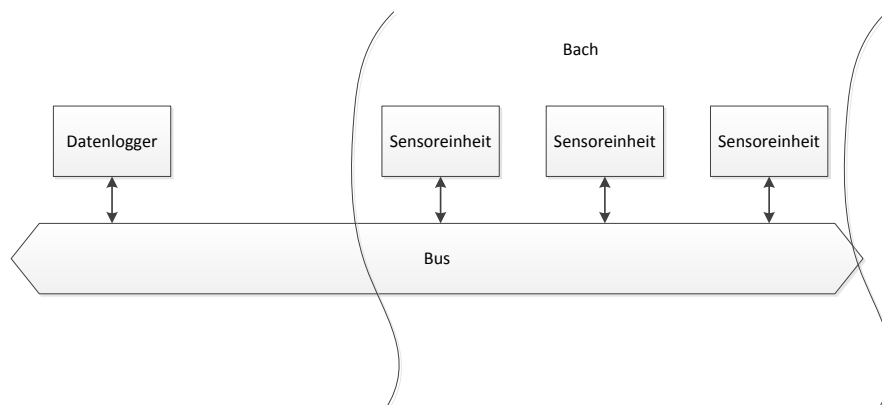 Bach
Datenlogger
Sensoreinheit
Sensoreinheit
Sensoreinheit
Bus